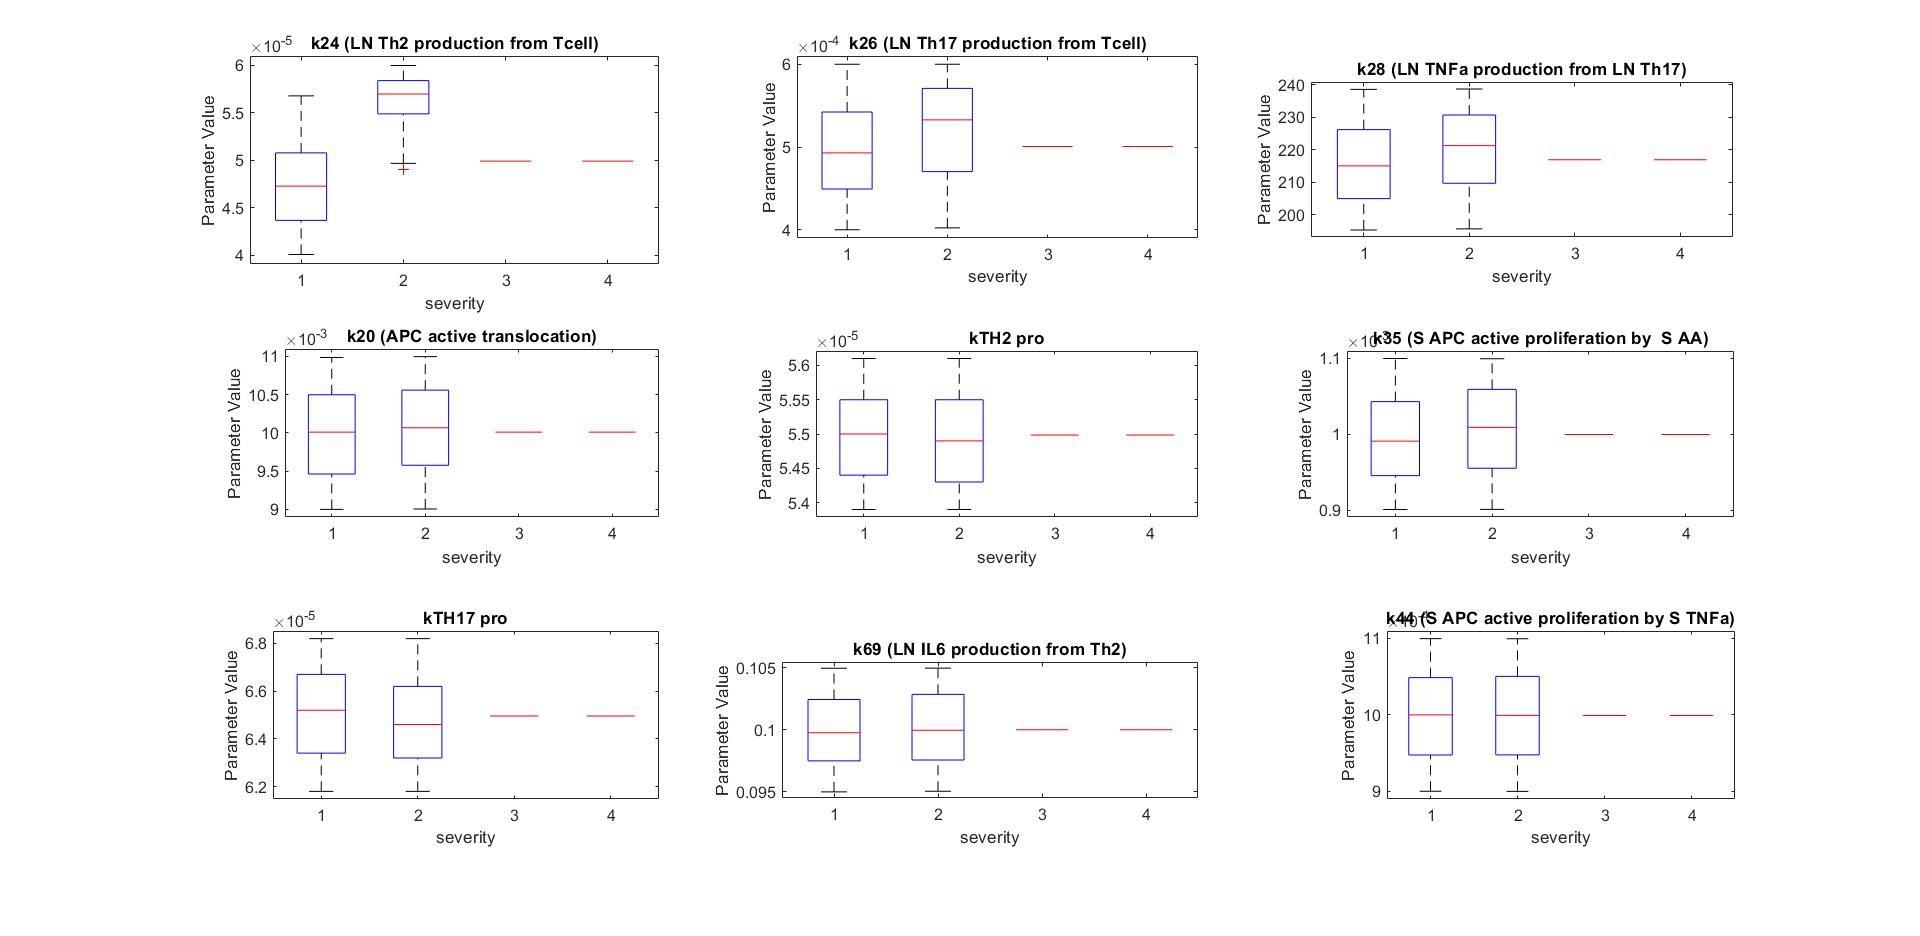 ×10-5 k24 (LN Th2 production from Tcell)
6
5.5
5
4.5
4
Parameter Value
1 2 3 4
severity
×10-4 k26 (LN Th17 production from Tcell)
6
5
4
Parameter Value
1 2 3 4
severity
k28 (LN TNFa production from LN Th17)
240
230
220
210
200
Parameter Value
1 2 3 4
severity
×10-3 k20 (APC active translocation)
11
10.5
10
9.5
9
Parameter Value
1 2 3 4
severity
×10-5 kTH2 pro
5.6
5.55
5.5
5.45
5.4
Parameter Value
1 2 3 4
severity
k35 (S APC active proliferation by S AA)
1.1
1
0.9
Parameter Value
1 2 3 4
severity
×10-5 kTH17 pro
6.8
6.6
6.4
6.2
Parameter Value
1 2 3 4
severity
k69 (LN IL6 production from Th2)
0.105
0.1
0.095
Parameter Value
1 2 3 4
severity
k44 (S APC active proliferation by S TNFa)
11
10
9
Parameter Value
1 2 3 4
severity